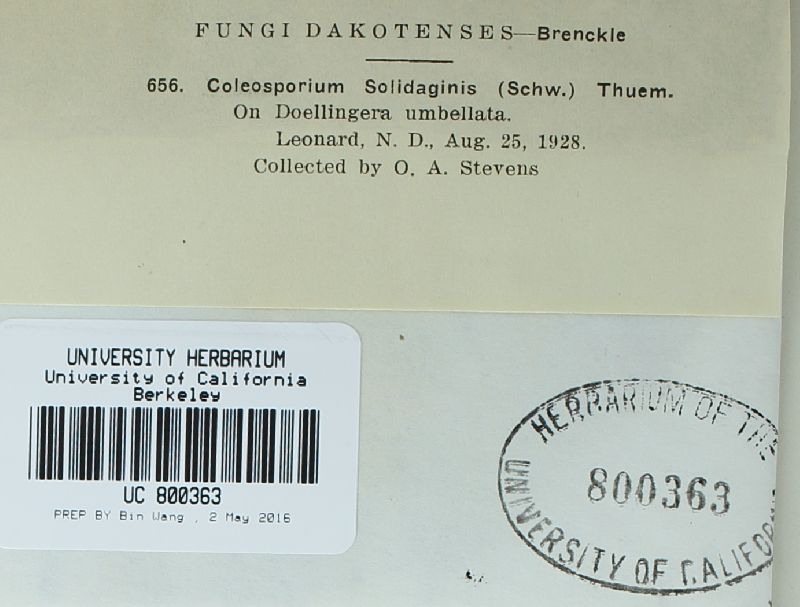 FUNGI DAKOTENSES—Brenckle
656. Coleosporium Solidaginis (Schw.) Thuem.
On Doellingera umbellata.
Leonard, N. D., Aug. 25, 1928.
Collected by O. A. Stevens
UNIVERSITY HERBARIUM
University of California
Berkeley
UC 800363
PREP BY Bin Wang , 2 May 2016
HERBARIUM OF THE
800363
UNIVERSITY OF CALIFO